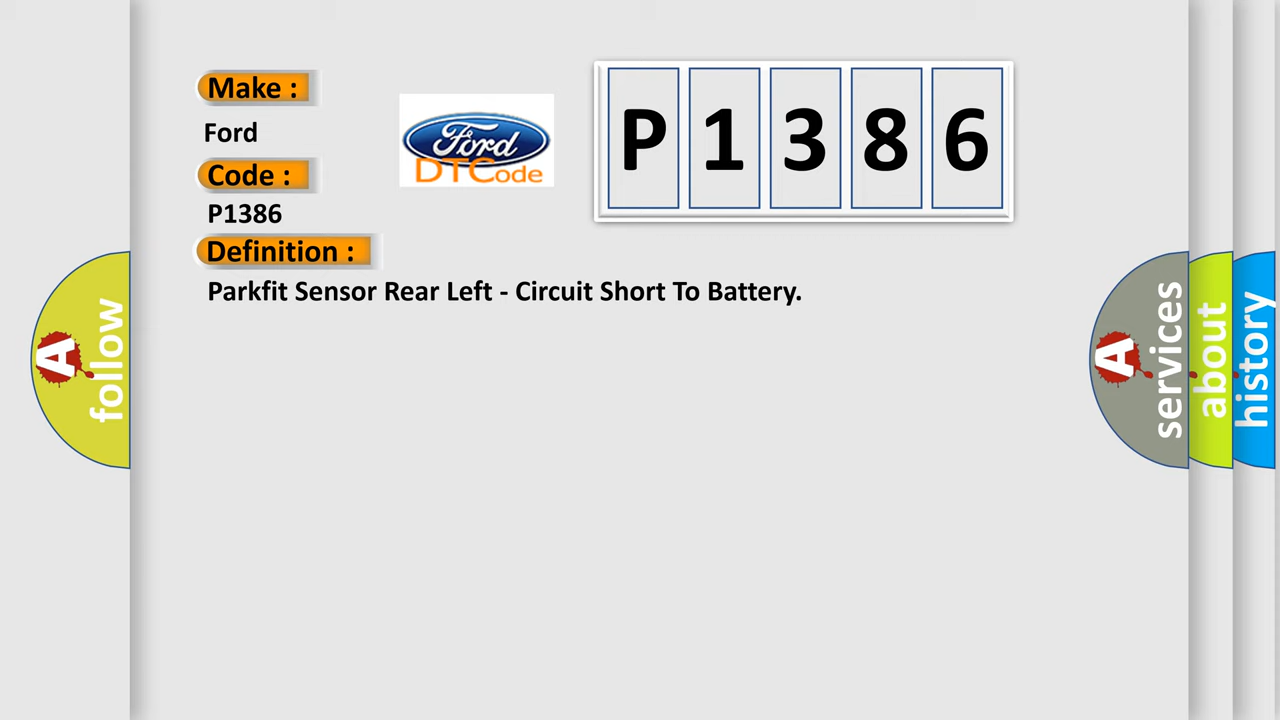 Make :
Ford
Code :
P1386
Definition :
Parkfit Sensor Rear Left - Circuit Short To Battery.
Ford
DTCode
P 1 3 8 6
A follow
A services
about
history